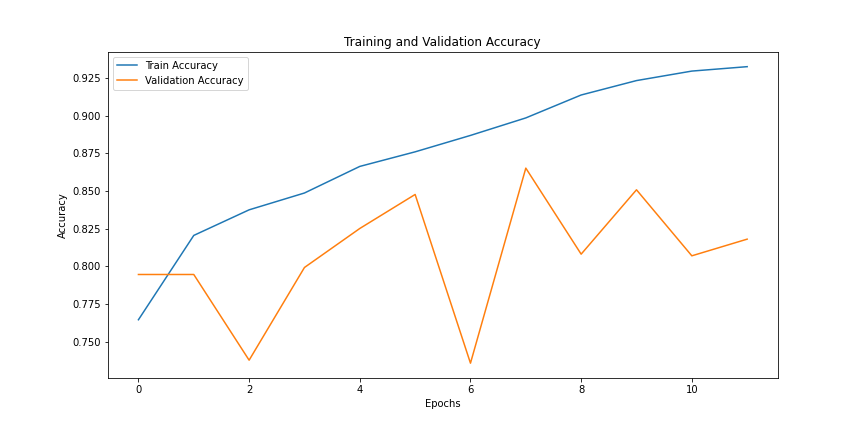 Training and Validation Accuracy
Train Accuracy
Validation Accuracy
0.925
0.900
0.875
0.850
0.825
0.800
0.775
0.750
Accuracy
0 2 4 6 8 10
Epochs